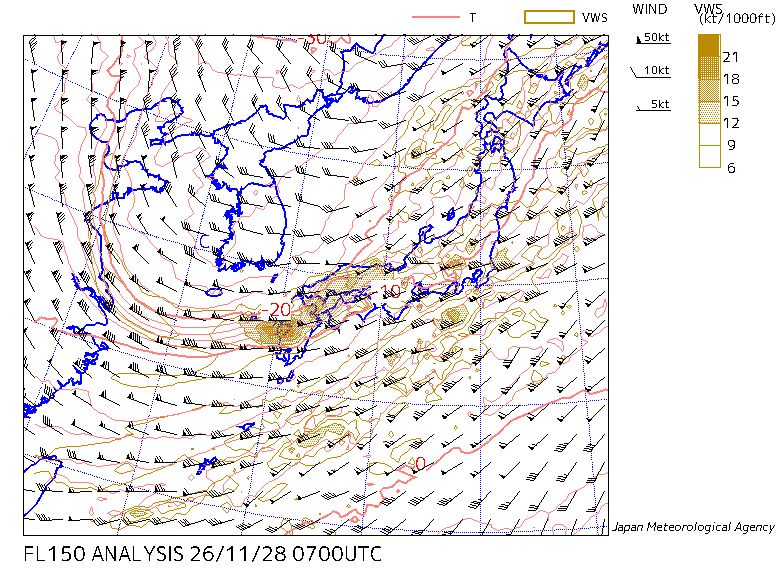 T VWS WIND VWS
(kt/1000ft)
50kt
10kt
5kt
21
18
15
12
9
6
-30
C
-20
-10
0
Japan Meteorological Agency
FL150 ANALYSIS 26/11/28 0700UTC